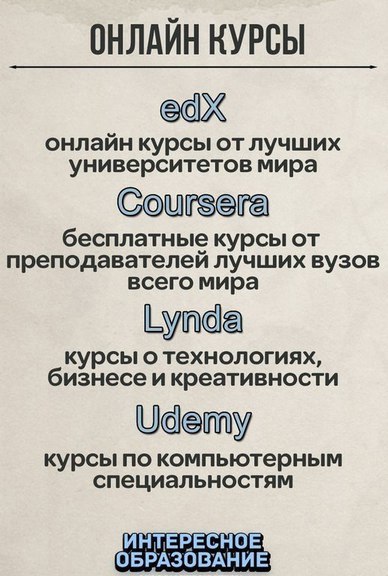 ОНЛАЙН КУРСЫ
edX
онлайн курсы от лучших
университетов мира
Coursera
бесплатные курсы от
преподавателей лучших вузов
всего мира
Lynda
курсы о технологиях,
бизнесе и креативности
Udemy
курсы по компьютерным
специальностям
ИНТЕРЕСНОЕ
ОБРАЗОВАНИЕ